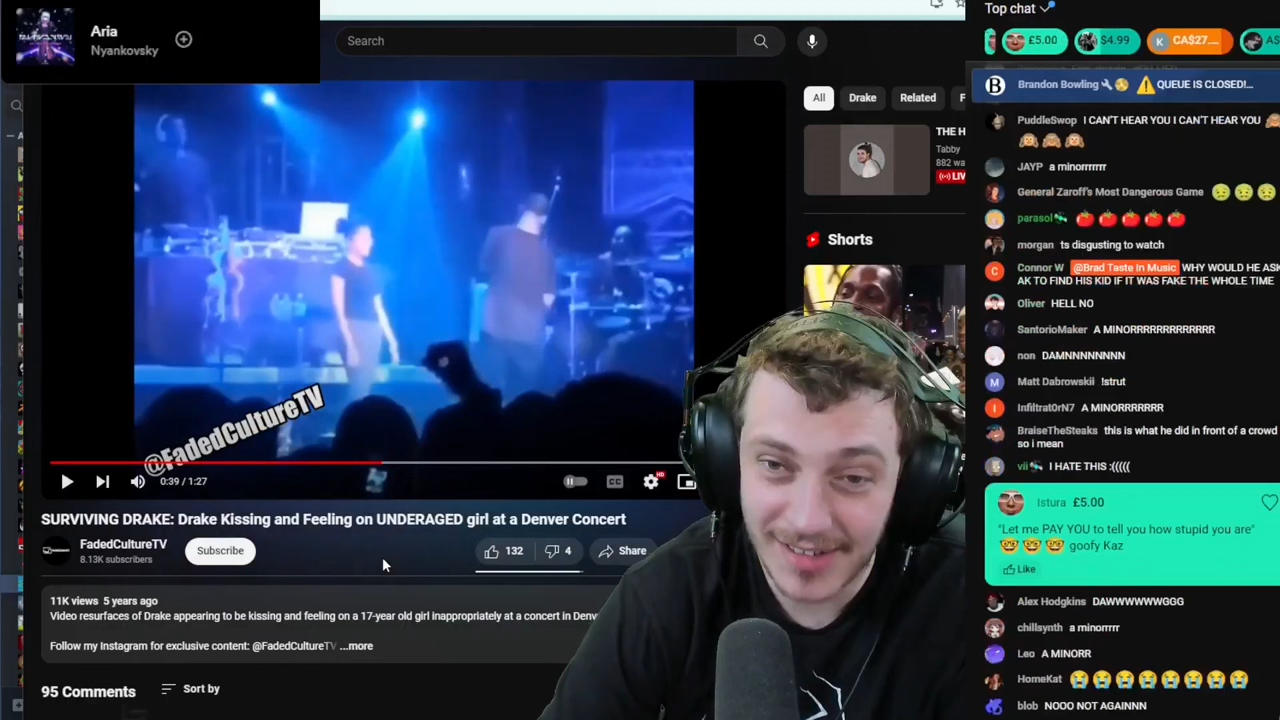 Aria
Nyankovsky
Search
All
Drake
Related
THE H
Tabby
882 wa
LIVE
Shorts
@FadedCultureTV
0:39 / 1:27
CC
HD
SURVIVING DRAKE: Drake Kissing and Feeling on UNDERAGED girl at a Denver Concert
FadedCultureTV
8.13K subscribers
Subscribe
132
4
Share
11K views 5 years ago
Video resurfaces of Drake appearing to be kissing and feeling on a 17-year old girl inappropriately at a concert in Denv
Follow my Instagram for exclusive content: @FadedCultureTV ...more
95 Comments
Sort by
Top chat
£5.00
$4.99
K CA$27....
B Brandon Bowling QUEUE IS CLOSED!...
PuddleSwop I CAN'T HEAR YOU I CAN'T HEAR YOU
JAYP a minorrrrrr
General Zaroff's Most Dangerous Game
parasol
morgan ts disgusting to watch
C Connor W @Brad Taste In Music WHY WOULD HE ASK
AK TO FIND HIS KID IF IT WAS FAKE THE WHOLE TIME
Oliver HELL NO
SantorioMaker A MINORRRRRRRRRRRR
non DAMNNNNNNNN
M Matt Dabrowskii !strut
I Infiltrat0rN7 A MINORRRRRRR
BraiseTheSteaks this is what he did in front of a crowd
so i mean
vii I HATE THIS :(((((
Istura £5.00
"Let me PAY YOU to tell you how stupid you are"
goofy Kaz
Like
Alex Hodgkins DAWWWWWGGG
chillsynth a minorrrrr
Leo A MINORR
HomeKat
blob NOOO NOT AGAINNN